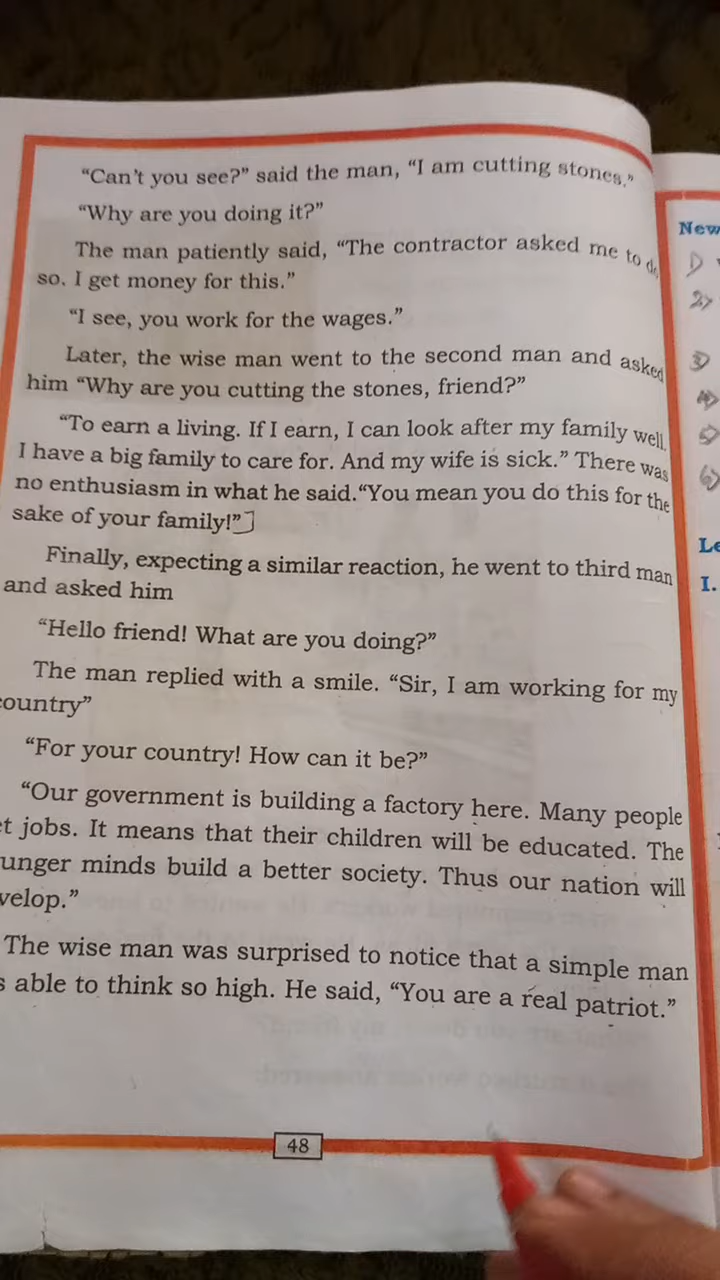 “Can’t you see?” said the man, “I am cutting stones.”
“Why are you doing it?”
The man patiently said, “The contractor asked me to do
so. I get money for this.”
“I see, you work for the wages.”
Later, the wise man went to the second man and asked
him “Why are you cutting the stones, friend?”
“To earn a living. If I earn, I can look after my family well.
I have a big family to care for. And my wife is sick.” There was
no enthusiasm in what he said.“You mean you do this for the
sake of your family!”]
Finally, expecting a similar reaction, he went to third man
and asked him
“Hello friend! What are you doing?”
The man replied with a smile. “Sir, I am working for my
country”
“For your country! How can it be?”
“Our government is building a factory here. Many people
jobs. It means that their children will be educated. The
minds build a better society. Thus our nation will
The wise man was surprised to notice that a simple man
able to think so high. He said, “You are a real patriot.”
48
New
1)
2)
3)
4)
5)
6)
I.